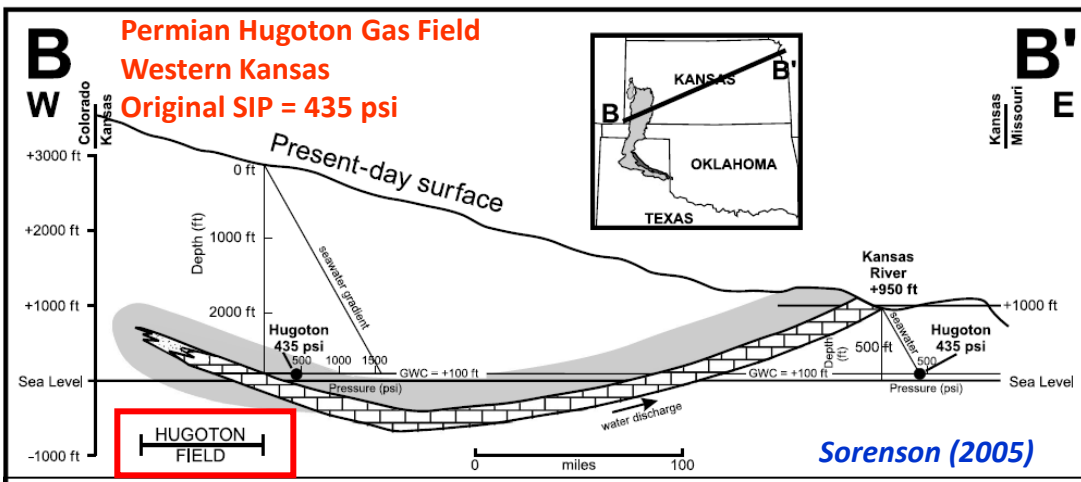 B
W
Permian Hugoton Gas Field
Western Kansas
Original SIP = 435 psi
B'
E
Colorado
Kansas
Kansas
Missouri
B'
KANSAS
B
OKLAHOMA
TEXAS
+3000 ft
+2000 ft
+1000 ft
Sea Level
−1000 ft
Present-day surface
0 ft
1000 ft
2000 ft
Depth (ft)
seawater gradient
Hugoton
435 psi
500
1000
1500
Pressure (psi)
GWC = +100 ft
GWC = +100 ft
Kansas
River
+950 ft
+1000 ft
seawater
Depth
(ft)
500 ft
Hugoton
435 psi
500
Pressure (psi)
Sea Level
water discharge
HUGOTON
FIELD
0
100
miles
Sorenson (2005)